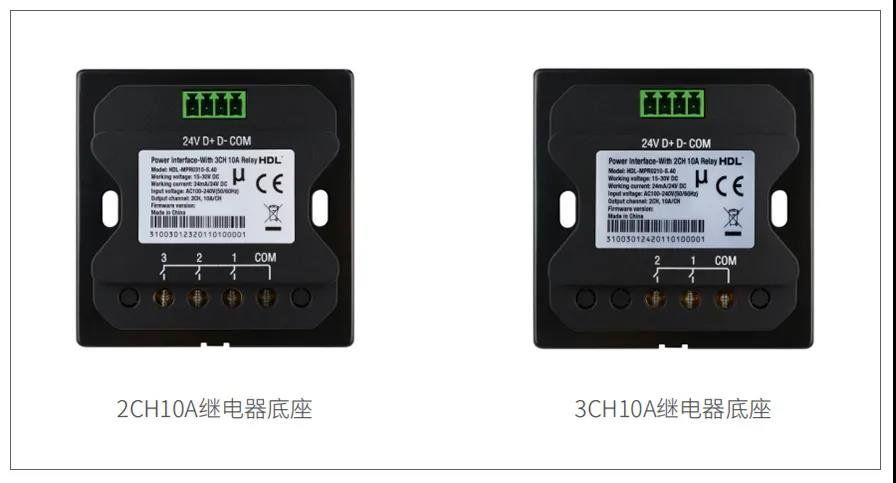 24V D+ D- COM
Power Interface-With 3CH 10A Relay HDL
Model: HDL-MPR0310-S.40
Working voltage: 15-30V DC
Working current: 24mA/24V DC
Input voltage: AC100-240V(50/60Hz)
Output channel: 2CH, 10A/CH
Firmware version:
Made in China
μ CE
31003012320110100001
3 2 1 COM
2CH10A继电器底座
24V D+ D- COM
Power Interface-With 2CH 10A Relay HDL
Model: HDL-MPR0210-S.40
Working voltage: 15-30V DC
Working current: 24mA/24V DC
Input voltage: AC100-240V(50/60Hz)
Output channel: 2CH, 10A/CH
Firmware version:
Made in China
μ CE
31003012420110100001
2 1 COM
3CH10A继电器底座